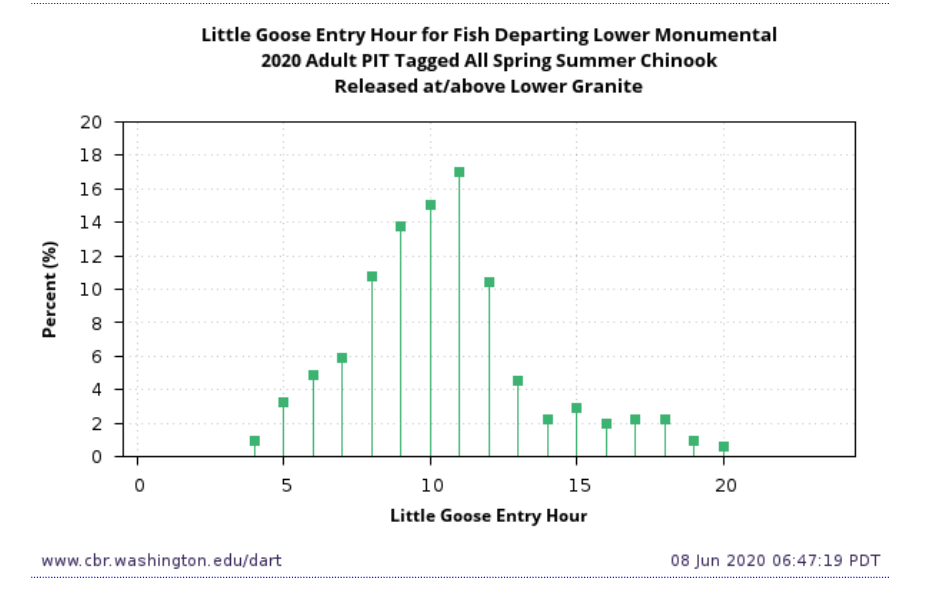 Little Goose Entry Hour for Fish Departing Lower Monumental
2020 Adult PIT Tagged All Spring Summer Chinook
Released at/above Lower Granite
20
18
16
14
12
10
8
6
4
2
0
Percent (%)
0 5 10 15 20
Little Goose Entry Hour
www.cbr.washington.edu/dart 08 Jun 2020 06:47:19 PDT